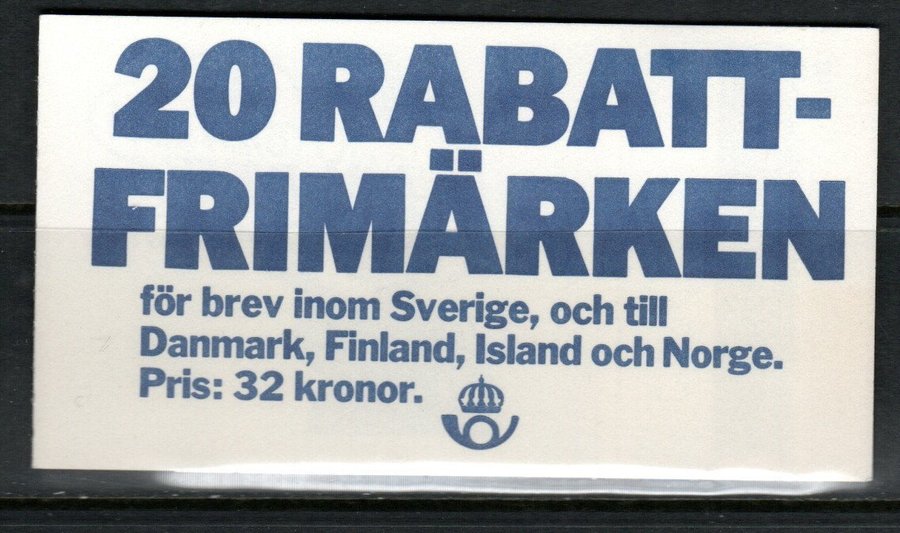 20 RABATT-
FRIMÄRKEN
för brev inom Sverige, och till
Danmark, Finland, Island och Norge.
Pris: 32 kronor.